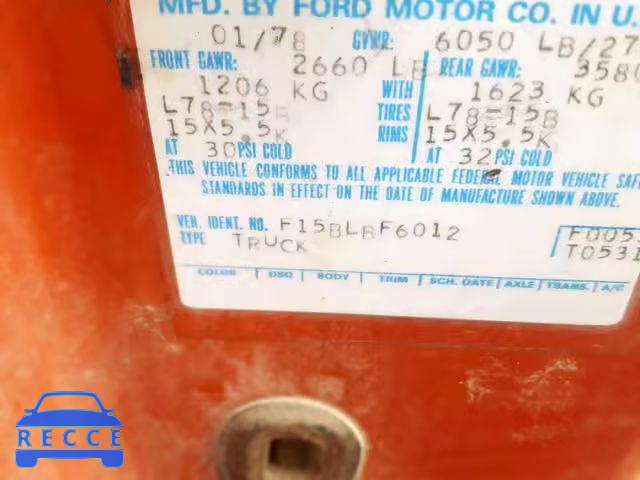 MFD. BY FORD MOTOR CO. IN U.
01/78 GVWR: 6050 LB/27
FRONT GAWR: 2660 LB REAR GAWR: 3580
1206 KG WITH 1623 KG
L78-15B TIRES L78-15B
15X5.5K RIMS 15X5.5K
AT 30 PSI COLD AT 32 PSI COLD
THIS VEHICLE CONFORMS TO ALL APPLICABLE FEDERAL MOTOR VEHICLE SAF
STANDARDS IN EFFECT ON THE DATE OF MANUFACTURE SHOWN ABOVE.
VEH. IDENT. NO. F15BLBF6012 F005
TYPE TRUCK T0531
COLOR DSO BODY TRIM SCH. DATE AXLE TRANS. A/C
RECCE